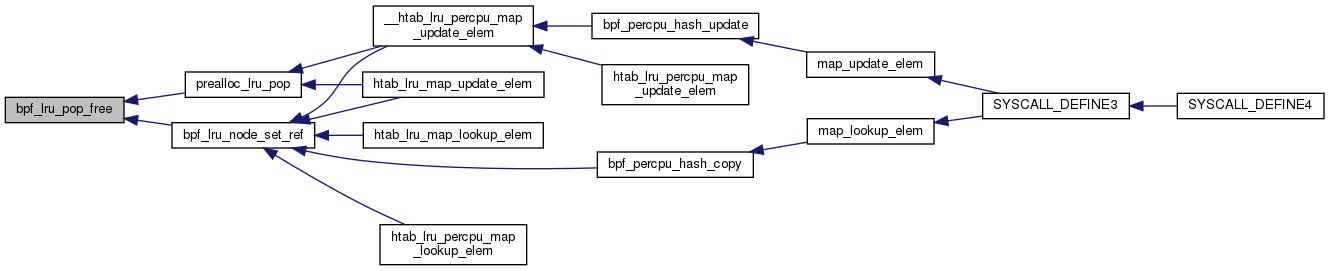 __htab_lru_percpu_map
_update_elem
bpf_percpu_hash_update
map_update_elem
prealloc_lru_pop
htab_lru_map_update_elem
htab_lru_percpu_map
_update_elem
bpf_lru_pop_free
SYSCALL_DEFINE3
SYSCALL_DEFINE4
bpf_lru_node_set_ref
htab_lru_map_lookup_elem
map_lookup_elem
bpf_percpu_hash_copy
htab_lru_percpu_map
_lookup_elem